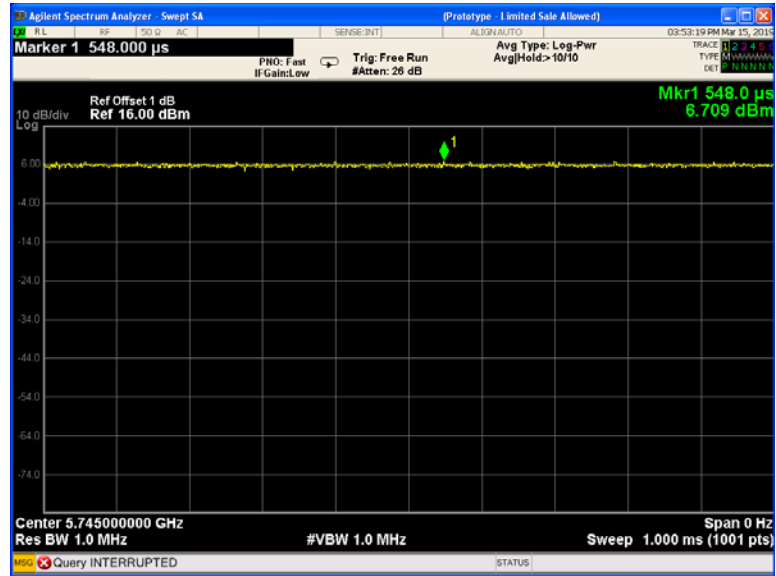 Agilent Spectrum Analyzer - Swept SA (Prototype - Limited Sale Allowed)
RL RF 50 Ω AC SENSE:INT ALIGN AUTO 03:53:19 PM Mar 15, 2019
Marker 1 548.000 µs
PNO: Fast
IFGain:Low
Trig: Free Run
#Atten: 26 dB
Avg Type: Log-Pwr
Avg|Hold:>10/10
TRACE 1 2 3 4 5 6
TYPE M
DET P N N N N N
Mkr1 548.0 µs
6.709 dBm
Ref Offset 1 dB
10 dB/div Ref 16.00 dBm
Log
1
6.00
-4.00
-14.0
-24.0
-34.0
-44.0
-54.0
-64.0
-74.0
Center 5.745000000 GHz Span 0 Hz
Res BW 1.0 MHz #VBW 1.0 MHz Sweep 1.000 ms (1001 pts)
MSG Query INTERRUPTED STATUS